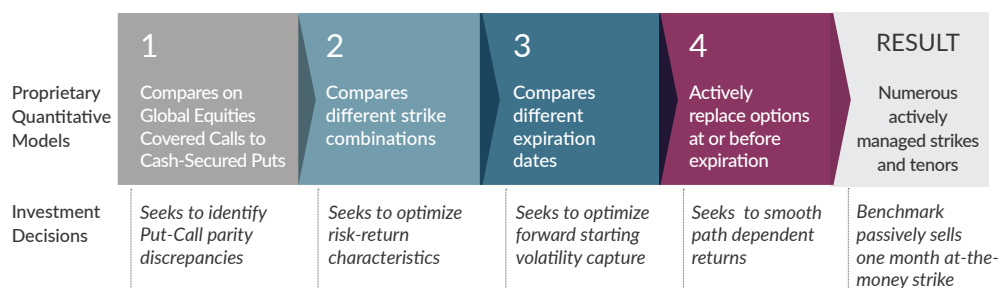 Proprietary
Quantitative
Models
1
Compares on
Global Equities
Covered Calls to
Cash-Secured Puts
2
Compares
different strike
combinations
3
Compares
different
expiration
dates
4
Actively
replace options
at or before
expiration
RESULT
Numerous
actively
managed strikes
and tenors
Investment
Decisions
Seeks to identify
Put-Call parity
discrepancies
Seeks to optimize
risk-return
characteristics
Seeks to optimize
forward starting
volatility capture
Seeks to smooth
path dependent
returns
Benchmark
passively sells
one month at-the-
money strike